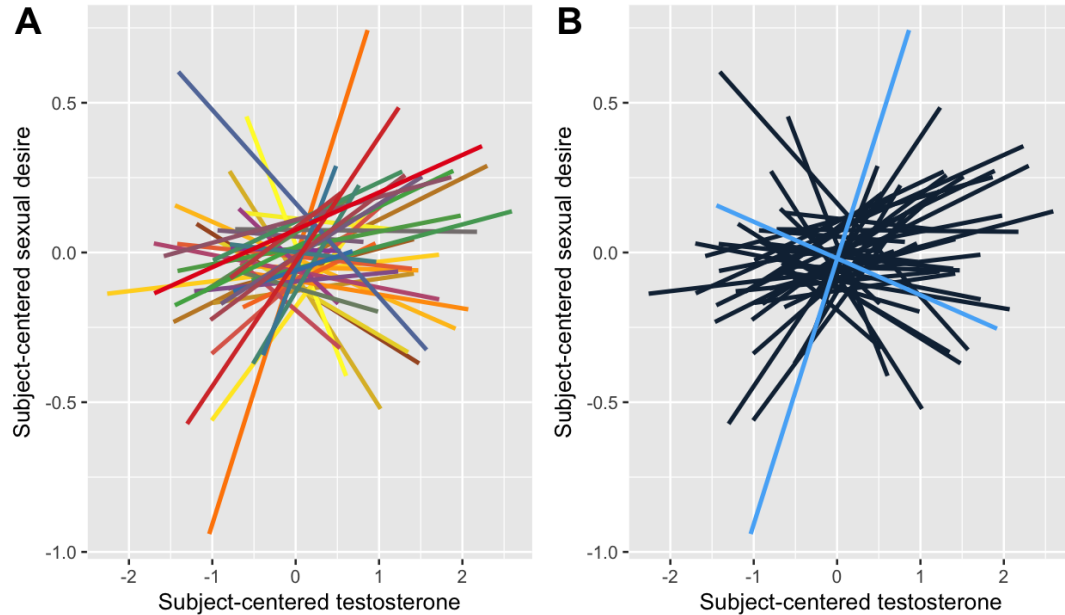 A
Subject-centered sexual desire
0.5
0.0
-0.5
-1.0
-2 -1 0 1 2
Subject-centered testosterone
B
Subject-centered sexual desire
0.5
0.0
-0.5
-1.0
-2 -1 0 1 2
Subject-centered testosterone